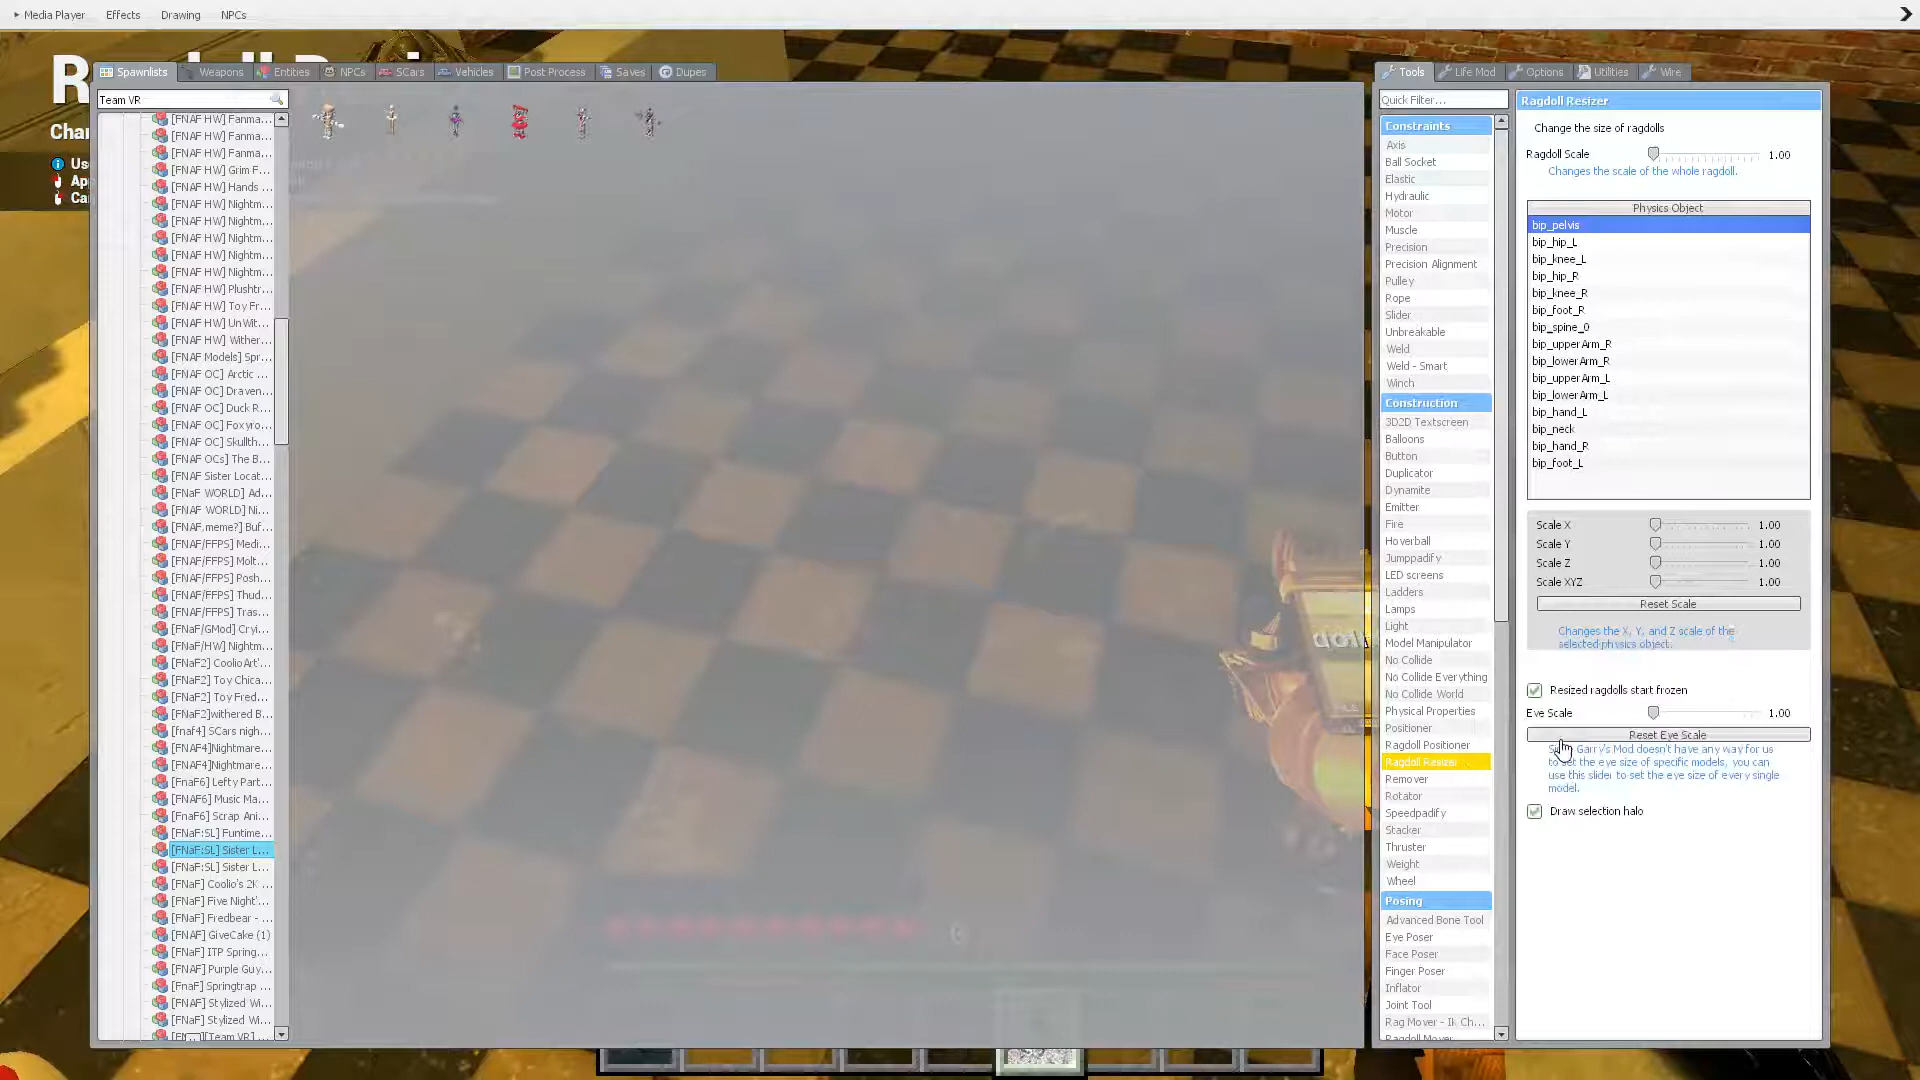 Media Player Effects Drawing NPCs
Spawnlists Weapons Entities NPCs SCars Vehicles Post Process Saves Dupes
Team VR
[FNAF HW] Fanma...
[FNAF HW] Fanma...
[FNAF HW] Fanma...
[FNAF HW] Grim F...
[FNAF HW] Hands ...
[FNAF HW] Nightm...
[FNAF HW] Nightm...
[FNAF HW] Nightm...
[FNAF HW] Nightm...
[FNAF HW] Nightm...
[FNAF HW] Plushtr...
[FNAF HW] Toy Fr...
[FNAF HW] UnWit...
[FNAF HW] Wither...
[FNAF Models] Spr...
[FNAF OC] Arctic ...
[FNAF OC] Draven...
[FNAF OC] Duck R...
[FNAF OC] Foxyro...
[FNAF OC] Skullth...
[FNAF OCs] The B...
[FNAF Sister Locat...
[FNaF WORLD] Ad...
[FNAF WORLD] Ni...
[FNAF,meme?] Buf...
[FNAF/FFPS] Medi...
[FNAF/FFPS] Molt...
[FNAF/FFPS] Posh...
[FNAF/FFPS] Thud...
[FNAF/FFPS] Tras...
[FNaF/GMod] Cryi...
[FNaF/HW] Nightm...
[FNaF2] CoolioArt'...
[FNaF2] Toy Chica...
[FNaF2] Toy Fred...
[FNaF2]withered B...
[fnaf4] SCars nigh...
[FNAF4]Nightmare...
[FNAF4]Nightmare...
[FnaF6] Lefty Part...
[FNAF6] Music Ma...
[FnaF6] Scrap Ani...
[FNaF:SL] Funtime...
[FNaF:SL] Sister L...
[FNaF:SL] Sister L...
[FNaF] Coolio's 2K ...
[FNaF] Five Night'...
[FNaF] Fredbear - ...
[FNAF] GiveCake (1)
[FNaF] ITP Spring...
[FNAF] Purple Guy...
[FnaF] Springtrap ...
[FNAF] Stylized Wi...
[FNaF] Stylized Wi...
[Team VR] ...
Tools Life Mod Options Utilities Wire
Quick Filter...
Constraints
Axis
Ball Socket
Elastic
Hydraulic
Motor
Muscle
Precision
Precision Alignment
Pulley
Rope
Slider
Unbreakable
Weld
Weld - Smart
Winch
Construction
3D2D Textscreen
Balloons
Button
Duplicator
Dynamite
Emitter
Fire
Hoverball
Jumppadify
LED screens
Ladders
Lamps
Light
Model Manipulator
No Collide
No Collide Everything
No Collide World
Physical Properties
Positioner
Ragdoll Positioner
Ragdoll Resizer
Remover
Rotator
Speedpadify
Stacker
Thruster
Weight
Wheel
Posing
Advanced Bone Tool
Eye Poser
Face Poser
Finger Poser
Inflator
Joint Tool
Rag Mover - Ik Ch...
Ragdoll Mover
Ragdoll Resizer
Change the size of ragdolls
Ragdoll Scale 1.00
Changes the scale of the whole ragdoll.
Physics Object
bip_pelvis
bip_hip_L
bip_knee_L
bip_hip_R
bip_knee_R
bip_foot_R
bip_spine_0
bip_upperArm_R
bip_lowerArm_R
bip_upperArm_L
bip_lowerArm_L
bip_hand_L
bip_neck
bip_hand_R
bip_foot_L
Scale X 1.00
Scale Y 1.00
Scale Z 1.00
Scale XYZ 1.00
Reset Scale
Changes the X, Y, and Z scale of the
selected physics object.
Resized ragdolls start frozen
Eye Scale 1.00
Reset Eye Scale
Garry's Mod doesn't have any way for us
to set the eye size of specific models, you can
use this slider to set the eye size of every single
model.
Draw selection halo